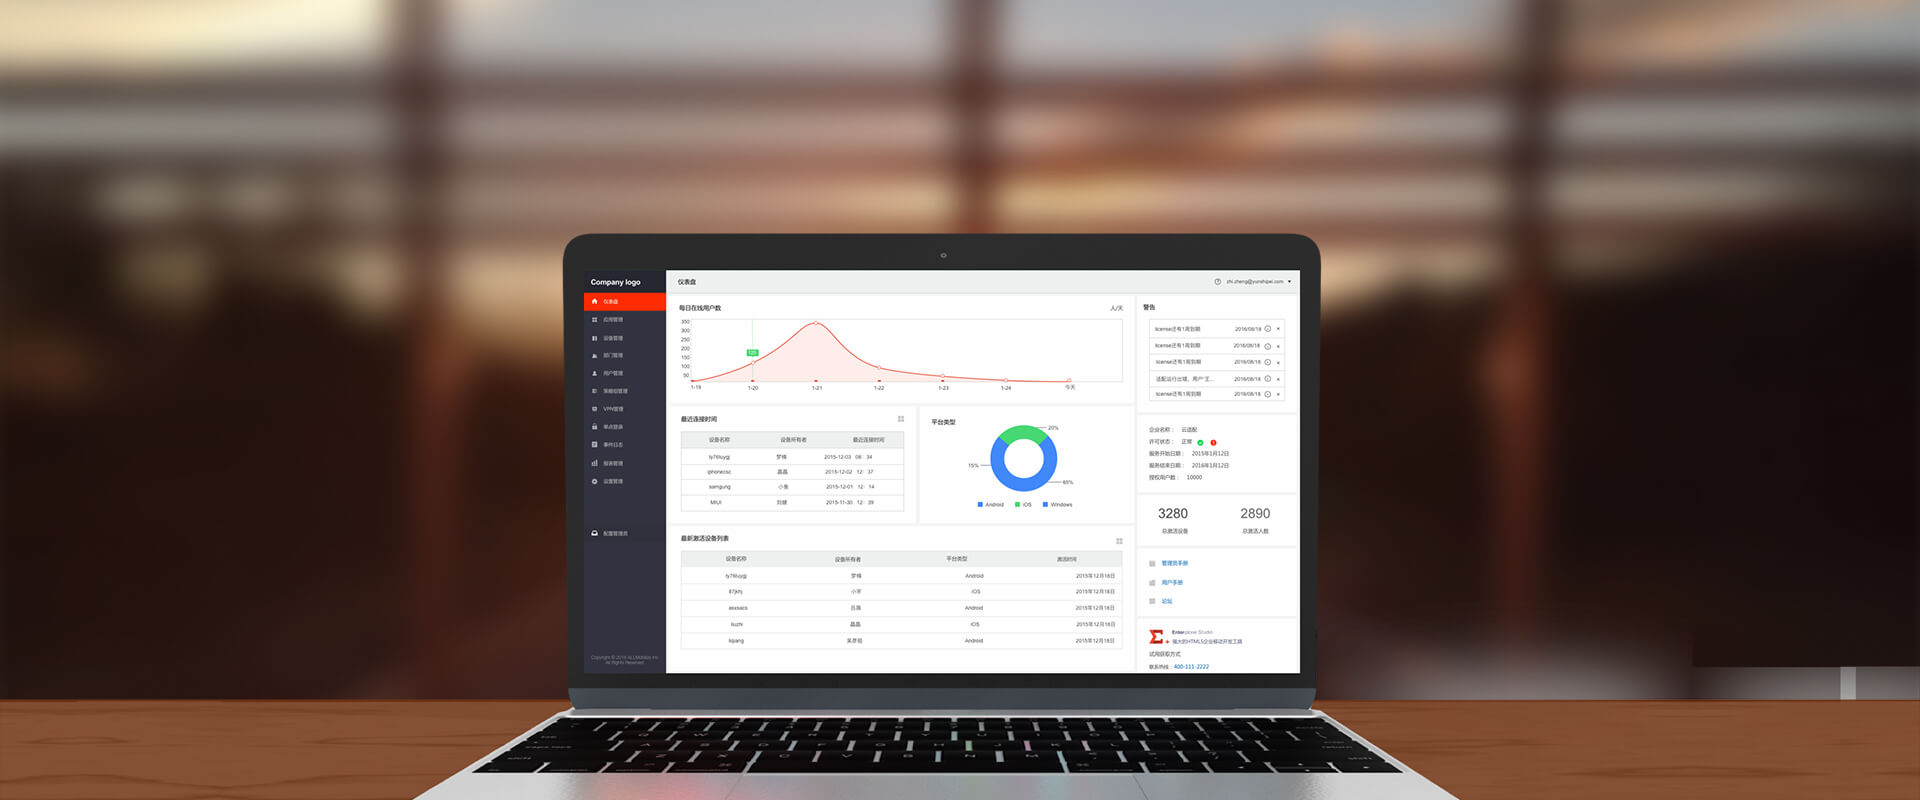 Company logo
仪表盘
应用管理
设备管理
部门管理
用户管理
策略组管理
VPN管理
单点登录
事件日志
报表管理
设置管理
配置管理员
Copyright © 2016 ALLMobilize Inc
All Rights Reserved
仪表盘
zhi.zheng@yunshipei.com
每日在线用户数
人/天
350
300
250
200
150
100
50
120
1-19 1-20 1-21 1-22 1-23 1-24 今天
最近连接时间
设备名称 设备所有者 最近连接时间
ty76iuygj 梦楠 2015-12-03 08: 34
iphonecsc 晶晶 2015-12-02 12: 37
samgung 小鱼 2015-12-01 12: 14
MIUI 刘健 2015-11-30 12: 39
平台类型
20%
15%
65%
Android iOS Windows
最新激活设备列表
设备名称 设备所有者 平台类型 激活时间
ty76iuygj 梦楠 Android 2015年12月18日
87jkhj 小宇 iOS 2015年12月18日
asxsacs 吕晨 Android 2015年12月18日
liuzhi 晶晶 iOS 2015年12月18日
liqiang 吴彦祖 Android 2015年12月18日
警告
license还有1周到期 2016/08/18
license还有1周到期 2016/08/18
license还有1周到期 2016/08/18
适配运行出错，用户“王... 2016/08/18
license还有1周到期 2016/08/18
企业名称： 云适配
许可状态： 正常
服务开始日期： 2015年1月12日
服务结束日期： 2016年1月12日
授权用户数： 10000
3280 2890
总激活设备 总激活人数
管理员手册
用户手册
论坛
Enterplorer Studio
强大的HTML5企业移动开发工具
试用获取方式
联系热线：400-111-2222